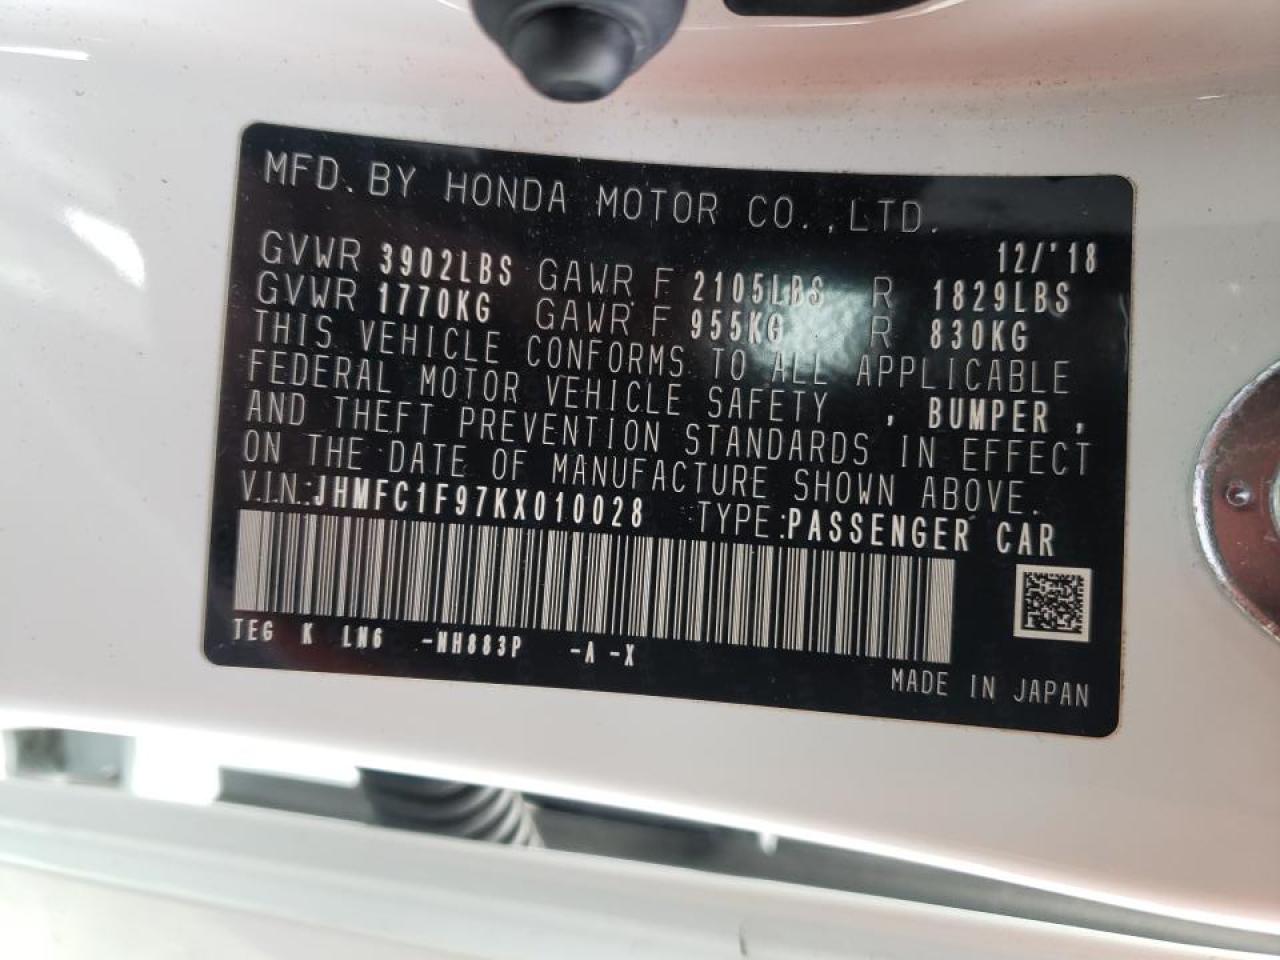 MFD. BY HONDA MOTOR CO., LTD.
12/'18
GVWR 3902LBS GAWR F 2105LBS R 1829LBS
GVWR 1770KG GAWR F 955KG R 830KG
THIS VEHICLE CONFORMS TO ALL APPLICABLE
FEDERAL MOTOR VEHICLE SAFETY , BUMPER ,
AND THEFT PREVENTION STANDARDS IN EFFECT
ON THE DATE OF MANUFACTURE SHOWN ABOVE.
V.I.N.:JHMFC1F97KX010028 TYPE:PASSENGER CAR
TEG K LN6 -NH883P -A -X
MADE IN JAPAN